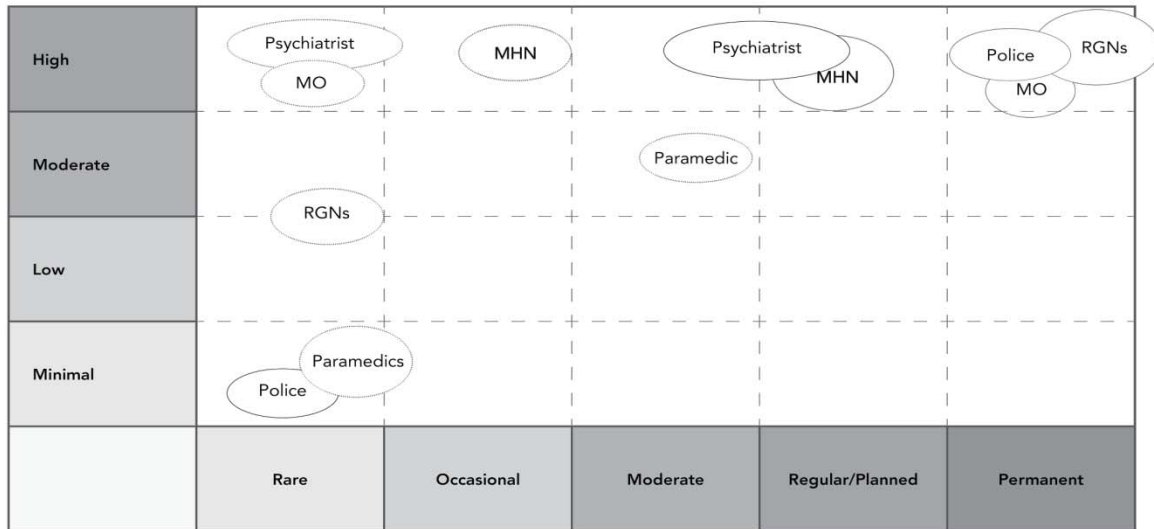 High
Psychiatrist
MO
MHN
Psychiatrist
MHN
Police
RGNs
MO
Moderate
Paramedic
RGNs
Low
Minimal
Paramedics
Police
Rare
Occasional
Moderate
Regular/Planned
Permanent